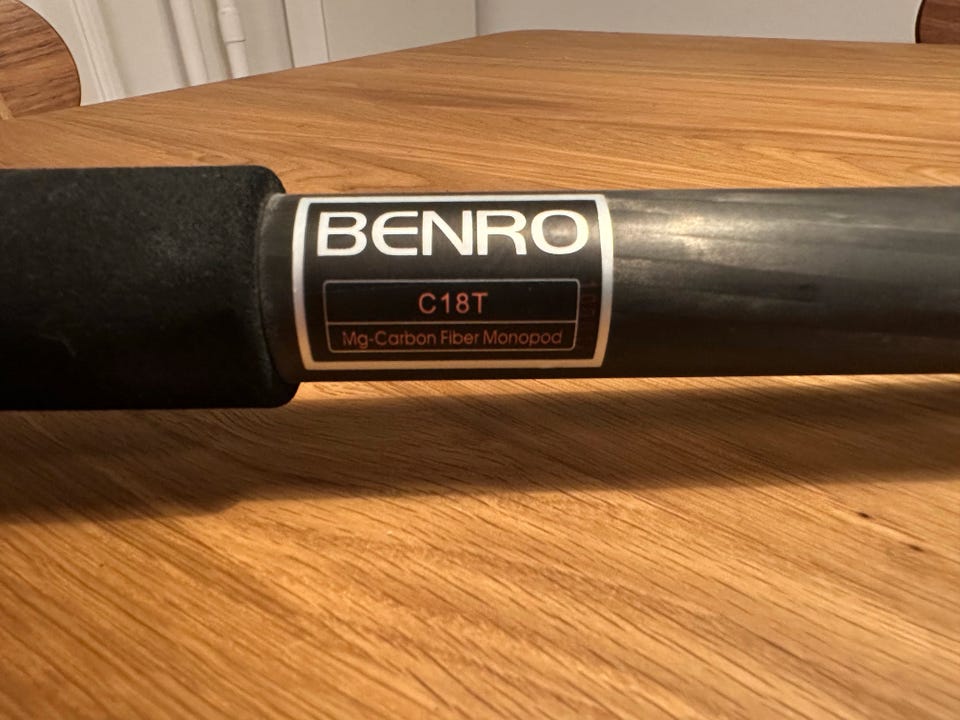 BENRO
C18T
Mg-Carbon Fiber Monopod